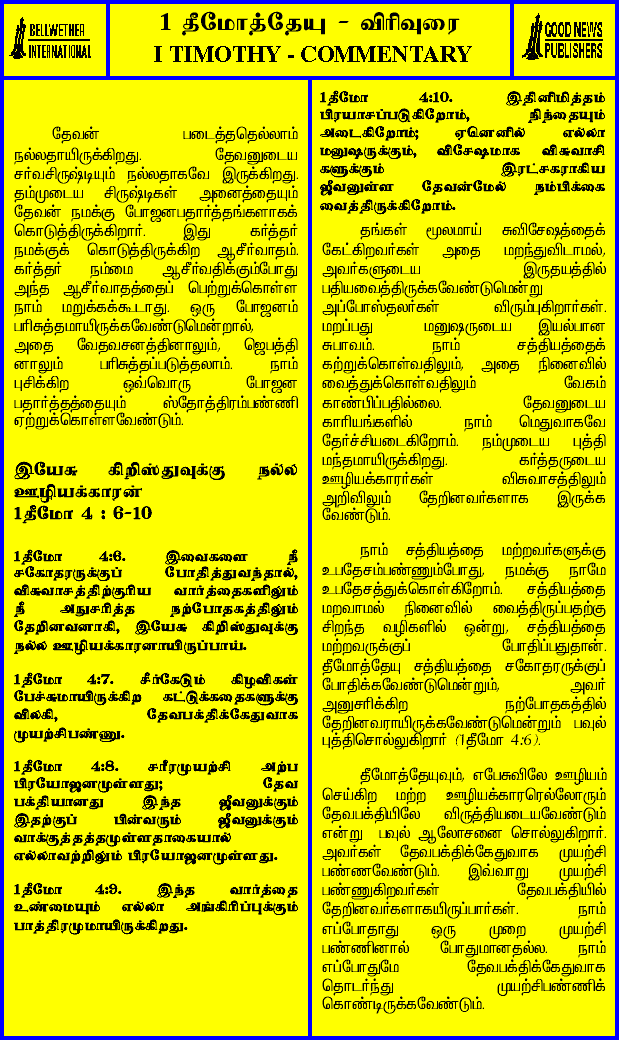 BELLWETHER
INTERNATIONAL
1 தீமோத்தேயு - விரிவுரை
I TIMOTHY - COMMENTARY
GOOD NEWS
PUBLISHERS
தேவன் படைத்ததெல்லாம்
நல்லதாயிருக்கிறது. தேவனுடைய
சர்வசிருஷ்டியும் நல்லதாகவே இருக்கிறது.
தம்முடைய சிருஷ்டிகள் அனைத்தையும்
தேவன் நமக்கு போஜனபதார்த்தங்களாகக்
கொடுத்திருக்கிறார். இது கர்த்தர்
நமக்குக் கொடுத்திருக்கிற ஆசீர்வாதம்.
கர்த்தர் நம்மை ஆசீர்வதிக்கும்போது
அந்த ஆசீர்வாதத்தைப் பெற்றுக்கொள்ள
நாம் மறுக்கக்கூடாது. ஒரு போஜனம்
பரிசுத்தமாயிருக்கவேண்டுமென்றால்,
அதை வேதவசனத்தினாலும், ஜெபத்தி
னாலும் பரிசுத்தப்படுத்தலாம். நாம்
புசிக்கிற ஒவ்வொரு போஜன
பதார்த்தத்தையும் ஸ்தோத்திரம்பண்ணி
ஏற்றுக்கொள்ளவேண்டும்.
இயேசு கிறிஸ்துவுக்கு நல்ல
ஊழியக்காரன்
1தீமோ 4 : 6-10
1தீமோ 4:6. இவைகளை நீ
சகோதரருக்குப் போதித்துவந்தால்,
விசுவாசத்திற்குரிய வார்த்தைகளிலும்
நீ அநுசரித்த நற்போதகத்திலும்
தேறினவனாகி, இயேசு கிறிஸ்துவுக்கு
நல்ல ஊழியக்காரனாயிருப்பாய்.
1தீமோ 4:7. சீர்கேடும் கிழவிகள்
பேச்சுமாயிருக்கிற கட்டுக்கதைகளுக்கு
விலகி, தேவபக்திக்கேதுவாக
முயற்சிபண்ணு.
1தீமோ 4:8. சரீரமுயற்சி அற்ப
பிரயோஜனமுள்ளது; தேவ
பக்தியானது இந்த ஜீவனுக்கும்
இதற்குப் பின்வரும் ஜீவனுக்கும்
வாக்குத்தத்தமுள்ளதாகையால்
எல்லாவற்றிலும் பிரயோஜனமுள்ளது.
1தீமோ 4:9. இந்த வார்த்தை
உண்மையும் எல்லா அங்கிரிப்புக்கும்
பாத்திரமுமாயிருக்கிறது.
1தீமோ 4:10. இதினிமித்தம்
பிரயாசப்படுகிறோம், நிந்தையும்
அடைகிறோம்; ஏனெனில் எல்லா
மனுஷருக்கும், விசேஷமாக விசுவாசி
களுக்கும் இரட்சகராகிய
ஜீவனுள்ள தேவன்மேல் நம்பிக்கை
வைத்திருக்கிறோம்.
தங்கள் மூலமாய் சுவிசேஷத்தைக்
கேட்கிறவர்கள் அதை மறந்துவிடாமல்,
அவர்களுடைய இருதயத்தில்
பதியவைத்திருக்கவேண்டுமென்று
அப்போஸ்தலர்கள் விரும்புகிறார்கள்.
மறப்பது மனுஷருடைய இயல்பான
சுபாவம். நாம் சத்தியத்தைக்
கற்றுக்கொள்வதிலும், அதை நினைவில்
வைத்துக்கொள்வதிலும் வேகம்
காண்பிப்பதில்லை. தேவனுடைய
காரியங்களில் நாம் மெதுவாகவே
தேர்ச்சியடைகிறோம். நம்முடைய புத்தி
மந்தமாயிருக்கிறது. கர்த்தருடைய
ஊழியக்காரர்கள் விசுவாசத்திலும்
அறிவிலும் தேறினவர்களாக இருக்க
வேண்டும்.
நாம் சத்தியத்தை மற்றவர்களுக்கு
உபதேசம்பண்ணும்போது, நமக்கு நாமே
உபதேசத்துக்கொள்கிறோம். சத்தியத்தை
மறவாமல் நினைவில் வைத்திருப்பதற்கு
சிறந்த வழிகளில் ஒன்று, சத்தியத்தை
மற்றவருக்குப் போதிப்பதுதான்.
தீமோத்தேயு சத்தியத்தை சகோதரருக்குப்
போதிக்கவேண்டுமென்றும், அவர்
அனுசரிக்கிற நற்போதகத்தில்
தேறினவராயிருக்கவேண்டுமென்றும் பவுல்
புத்திசொல்லுகிறார் (1தீமோ 4:6).
தீமோத்தேயுவும், எபேசுவிலே ஊழியம்
செய்கிற மற்ற ஊழியக்காரரெல்லோரும்
தேவபக்தியிலே விருத்தியடையவேண்டும்
என்று பவுல் ஆலோசனை சொல்லுகிறார்.
அவர்கள் தேவபக்திக்கேதுவாக முயற்சி
பண்ணவேண்டும். இவ்வாறு முயற்சி
பண்ணுகிறவர்கள் தேவபக்தியில்
தேறினவர்களாகயிருப்பார்கள். நாம்
எப்போதாது ஒரு முறை முயற்சி
பண்ணினால் போதுமானதல்ல. நாம்
எப்போதுமே தேவபக்திக்கேதுவாக
தொடர்ந்து முயற்சிபண்ணிக்
கொண்டிருக்கவேண்டும்.